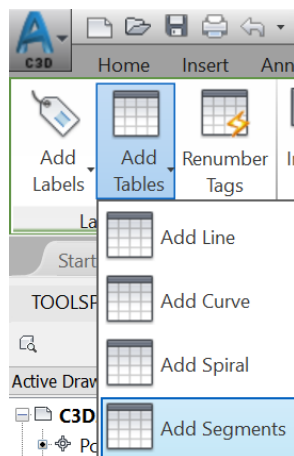 C3D
Home Insert Ann
Add Labels
Add Tables
Renumber Tags
La
Start
Add Line
TOOLSP
Add Curve
Add Spiral
Active Draw
C3D
Add Segments
Po